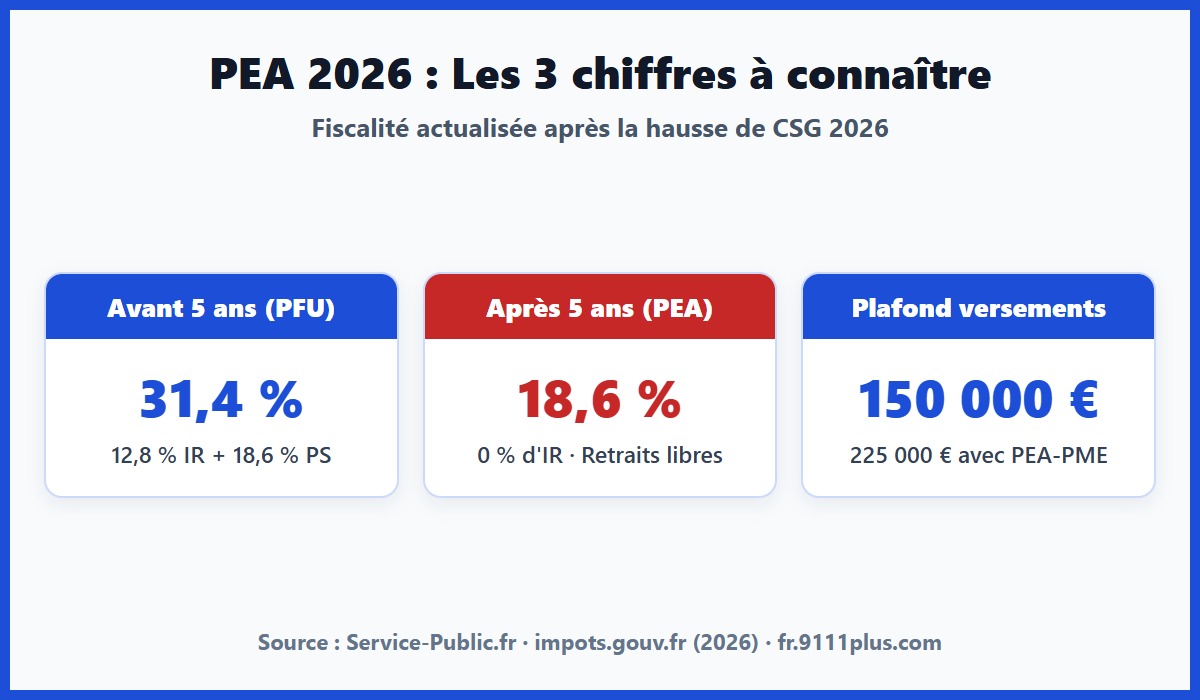 PEA 2026 : Les 3 chiffres à connaître
Fiscalité actualisée après la hausse de CSG 2026
Avant 5 ans (PFU)
31,4 %
12,8 % IR + 18,6 % PS
Après 5 ans (PEA)
18,6 %
0 % d'IR · Retraits libres
Plafond versements
150 000 €
225 000 € avec PEA-PME
Source : Service-Public.fr · impots.gouv.fr (2026) · fr.9111plus.com